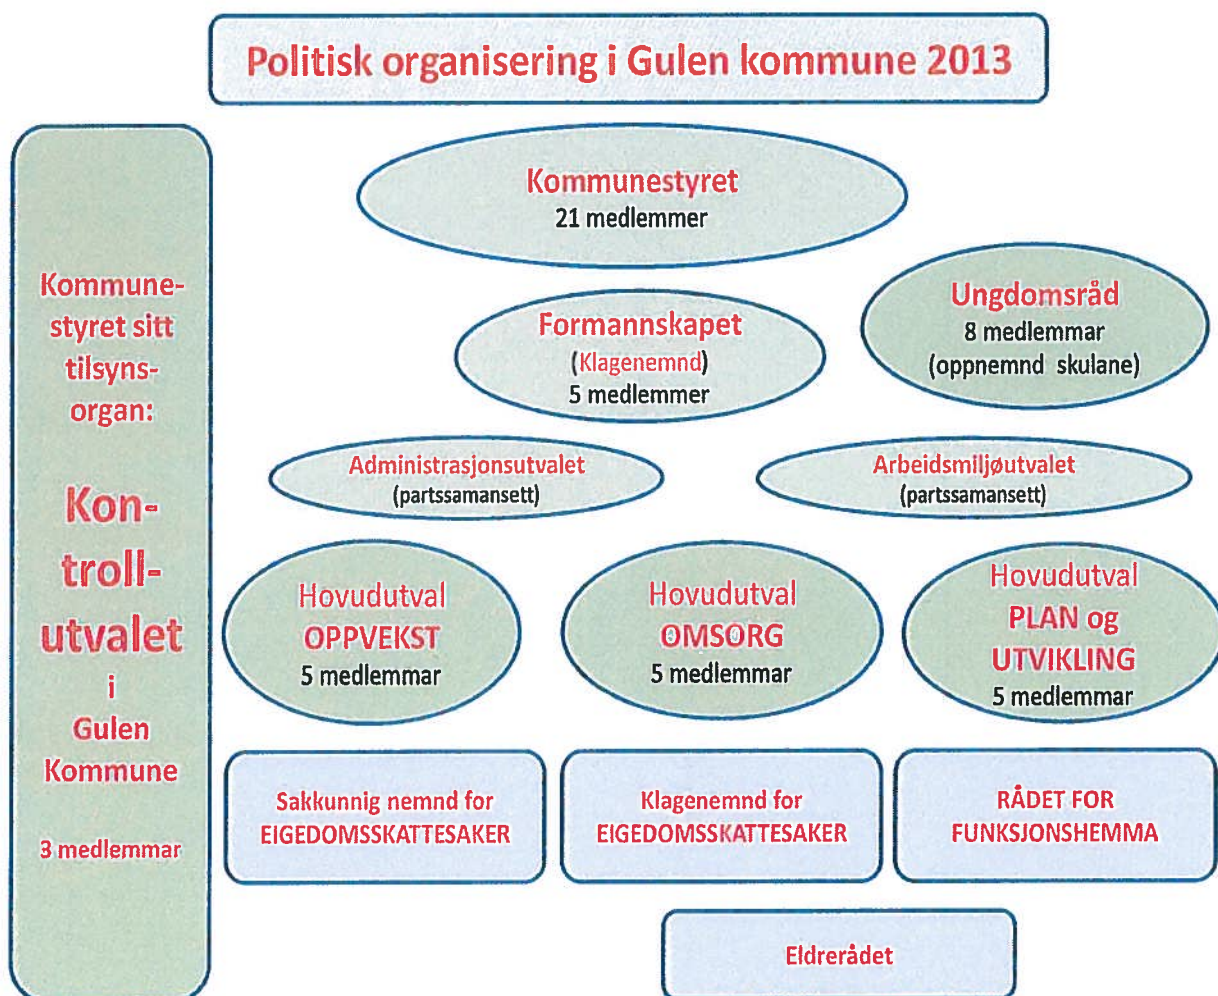 Politisk organisering i Gulen kommune 2013
Kommune-
styret sitt
tilsyns-
organ:
Kon-
troll-
utvalet
i
Gulen
Kommune
3 medlemmar
Kommunestyret
21 medlemmer
Formannskapet
(Klagenemnd)
5 medlemmer
Ungdomsråd
8 medlemmar
(oppnemnd skulane)
Administrasjonsutvalet
(partssamansett)
Arbeidsmiljøutvalet
(partssamansett)
Hovudutval
OPPVEKST
5 medlemmar
Hovudutval
OMSORG
5 medlemmar
Hovudutval
PLAN og
UTVIKLING
5 medlemmar
Sakkunnig nemnd for
EIGEDOMSSKATTESAKER
Klagenemnd for
EIGEDOMSSKATTESAKER
RÅDET FOR
FUNKSJONSHEMMA
Eldrerådet